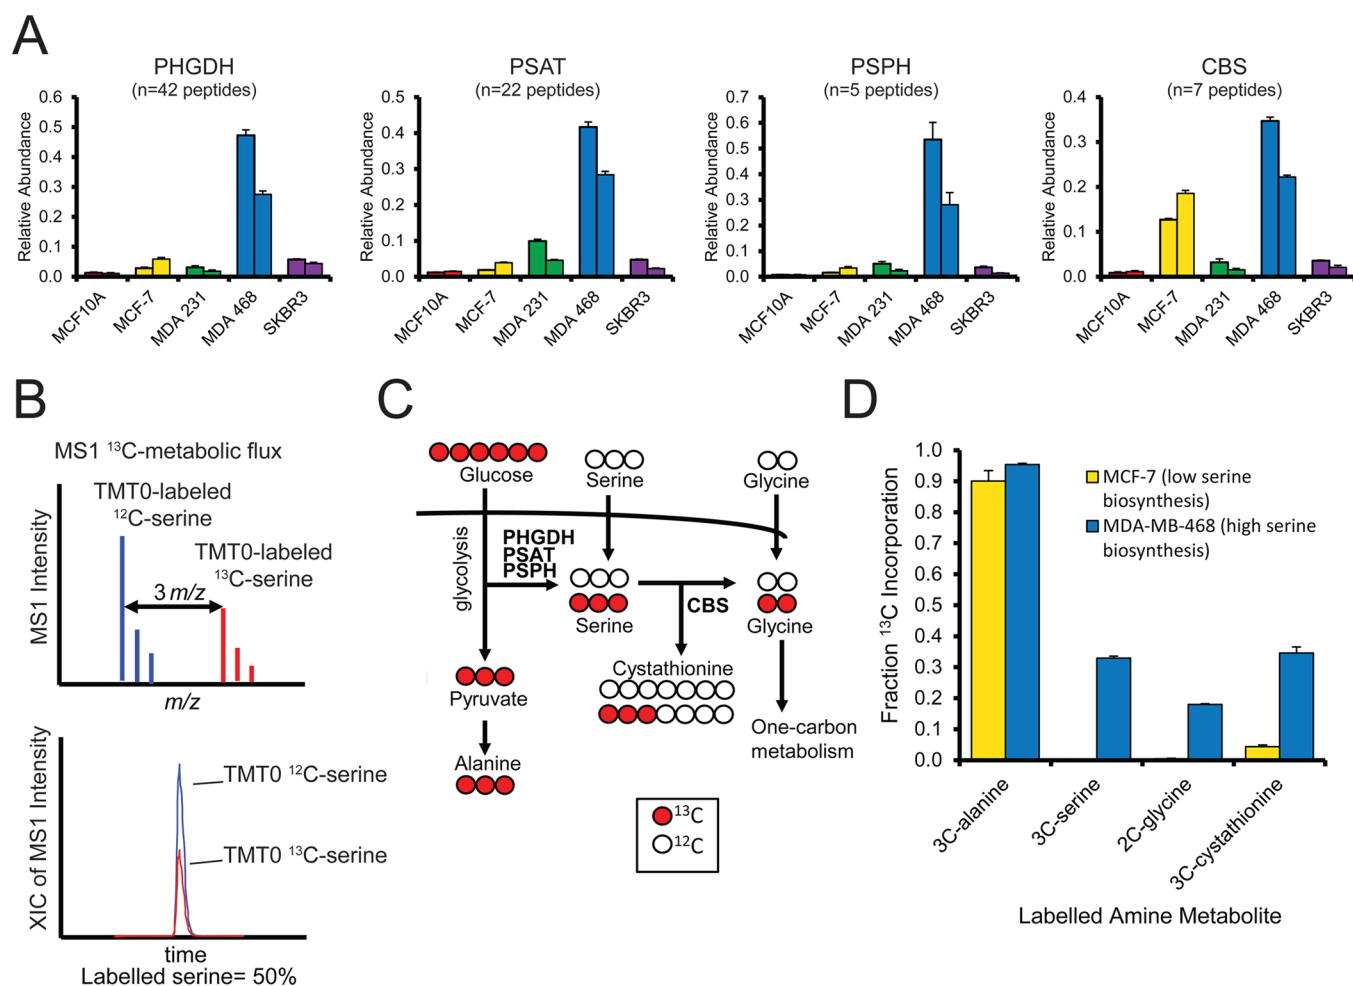 A
PHGDH
(n=42 peptides)
Relative Abundance
0.6
0.5
0.4
0.3
0.2
0.1
0.0
MCF10A
MCF-7
MDA 231
MDA 468
SKBR3
PSAT
(n=22 peptides)
Relative Abundance
0.5
0.4
0.3
0.2
0.1
0.0
MCF10A
MCF-7
MDA 231
MDA 468
SKBR3
PSPH
(n=5 peptides)
Relative Abundance
0.7
0.6
0.5
0.4
0.3
0.2
0.1
0.0
MCF10A
MCF-7
MDA 231
MDA 468
SKBR3
CBS
(n=7 peptides)
Relative Abundance
0.4
0.3
0.2
0.1
0.0
MCF10A
MCF-7
MDA 231
MDA 468
SKBR3
B
MS1 ¹³C-metabolic flux
TMT0-labeled
¹²C-serine
TMT0-labeled
¹³C-serine
3 m/z
MS1 Intensity
m/z
XIC of MS1 Intensity
TMT0 ¹²C-serine
TMT0 ¹³C-serine
time
Labelled serine= 50%
C
Glucose
Serine
Glycine
glycolysis
PHGDH
PSAT
PSPH
Serine
CBS
Glycine
Cystathionine
Pyruvate
Alanine
One-carbon
metabolism
¹³C
¹²C
D
Fraction ¹³C Incorporation
1.0
0.9
0.8
0.7
0.6
0.5
0.4
0.3
0.2
0.1
0.0
MCF-7 (low serine
biosynthesis)
MDA-MB-468 (high serine
biosynthesis)
3C-alanine
3C-serine
2C-glycine
3C-cystathionine
Labelled Amine Metabolite